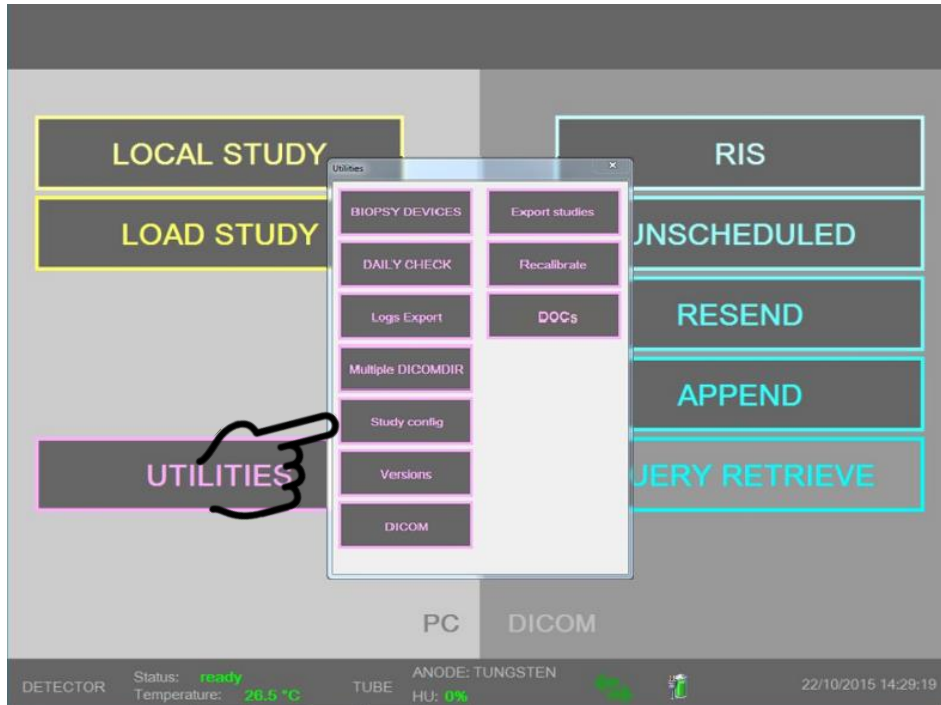 LOCAL STUDY
LOAD STUDY
UTILITIES
Utilities
BIOPSY DEVICES
DAILY CHECK
Logs Export
Multiple DICOMDIR
Study config
Versions
DICOM
Export studies
Recalibrate
DOCs
RIS
UNSCHEDULED
RESEND
APPEND
UERY RETRIEVE
PC DICOM
DETECTOR
Status: ready
Temperature: 26.5 °C
TUBE
ANODE: TUNGSTEN
HU: 0%
22/10/2015 14:29:19